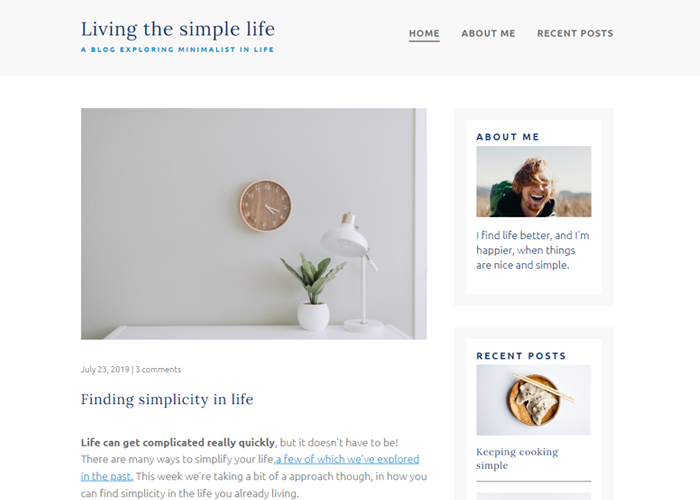 Living the simple life
A BLOG EXPLORING MINIMALIST IN LIFE
HOME ABOUT ME RECENT POSTS
July 23, 2019 | 3 comments
Finding simplicity in life
Life can get complicated really quickly, but it doesn't have to be!
There are many ways to simplify your life,a few of which we've explored
in the past. This week we're taking a bit of a approach though, in how you
can find simplicity in the life you already living.
ABOUT ME
I find life better, and I'm
happier, when things
are nice and simple.
RECENT POSTS
Keeping cooking
simple